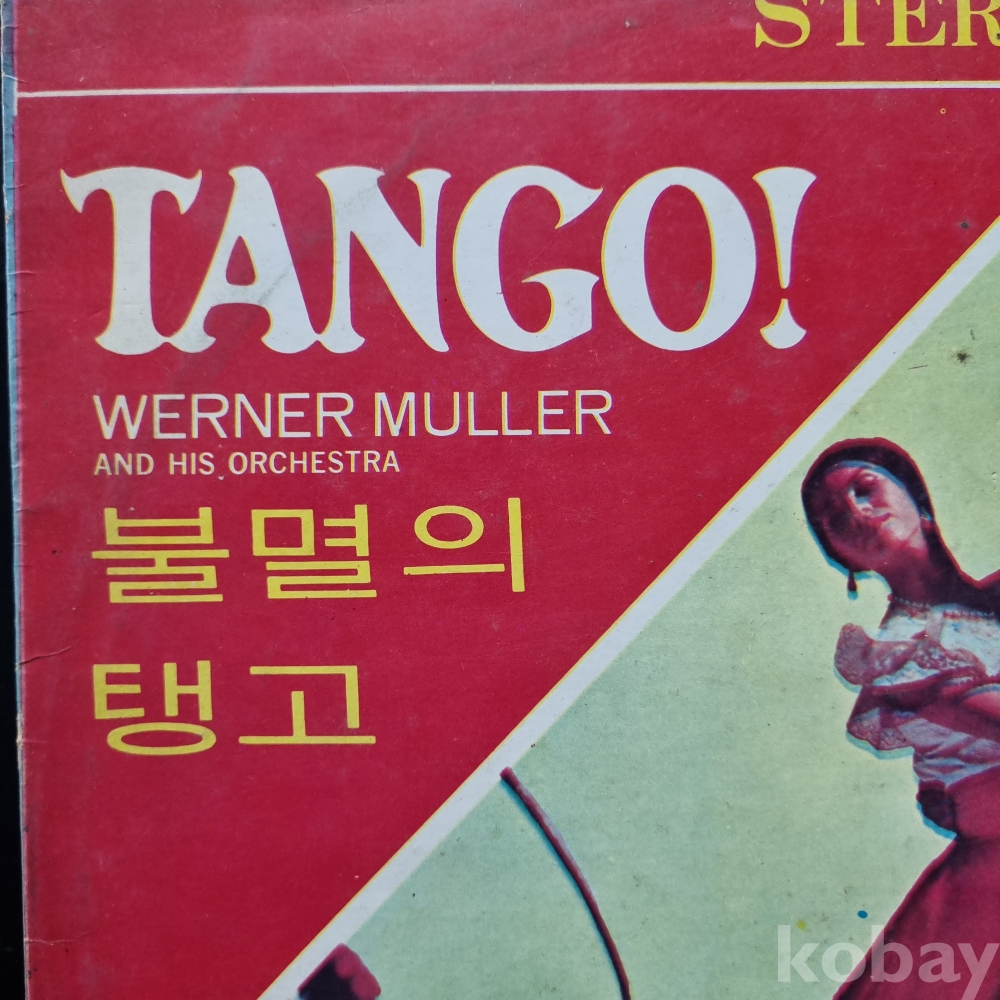 STER
TANGO!
WERNER MULLER
AND HIS ORCHESTRA
불멸의
탱고
kobay